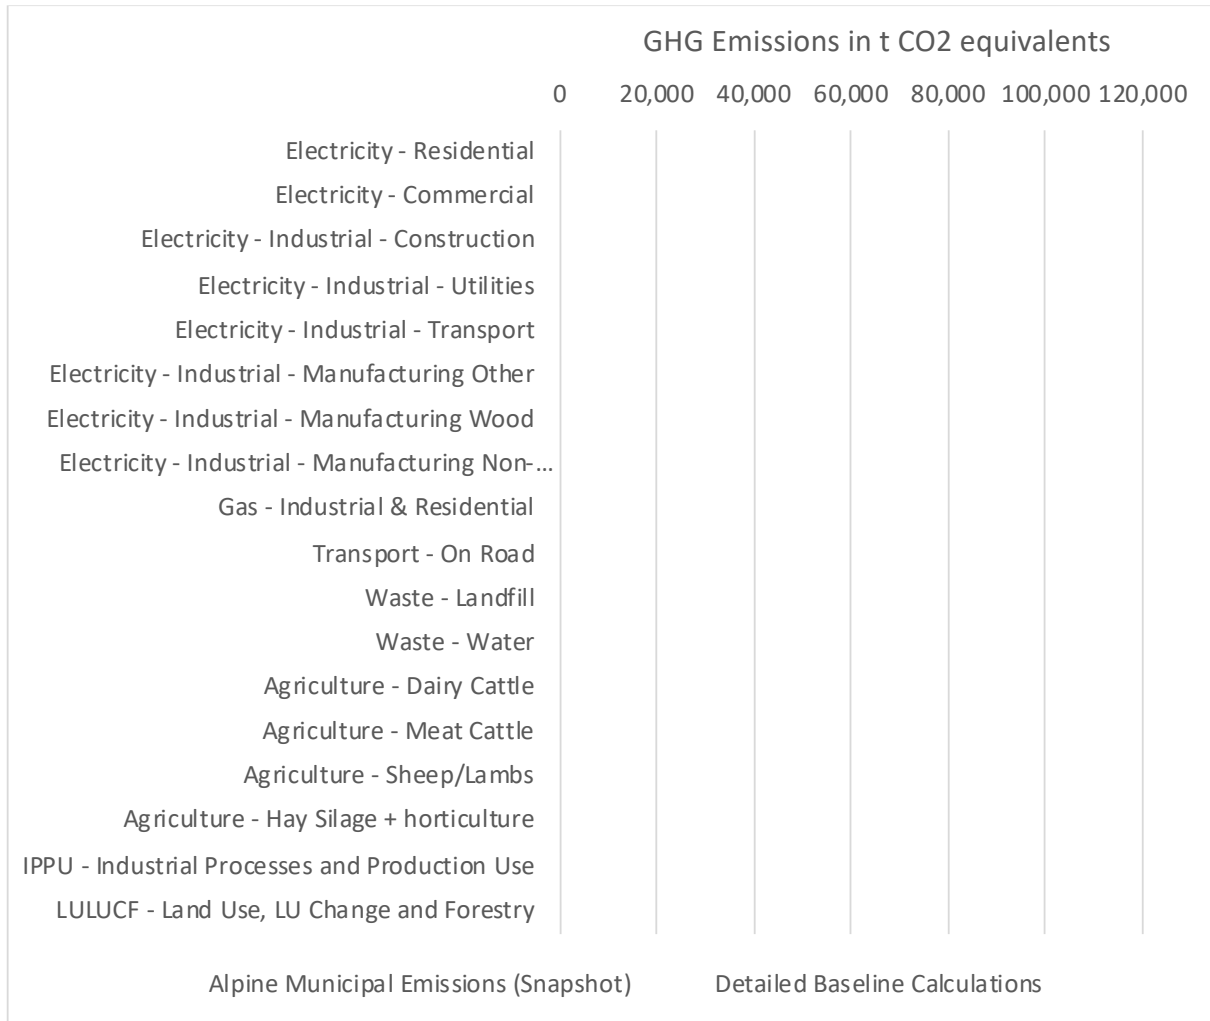 GHG Emissions in t CO2 equivalents
0 20,000 40,000 60,000 80,000 100,000 120,000
Electricity - Residential
Electricity - Commercial
Electricity - Industrial - Construction
Electricity - Industrial - Utilities
Electricity - Industrial - Transport
Electricity - Industrial - Manufacturing Other
Electricity - Industrial - Manufacturing Wood
Electricity - Industrial - Manufacturing Non-...
Gas - Industrial & Residential
Transport - On Road
Waste - Landfill
Waste - Water
Agriculture - Dairy Cattle
Agriculture - Meat Cattle
Agriculture - Sheep/Lambs
Agriculture - Hay Silage + horticulture
IPPU - Industrial Processes and Production Use
LULUCF - Land Use, LU Change and Forestry
Alpine Municipal Emissions (Snapshot) Detailed Baseline Calculations